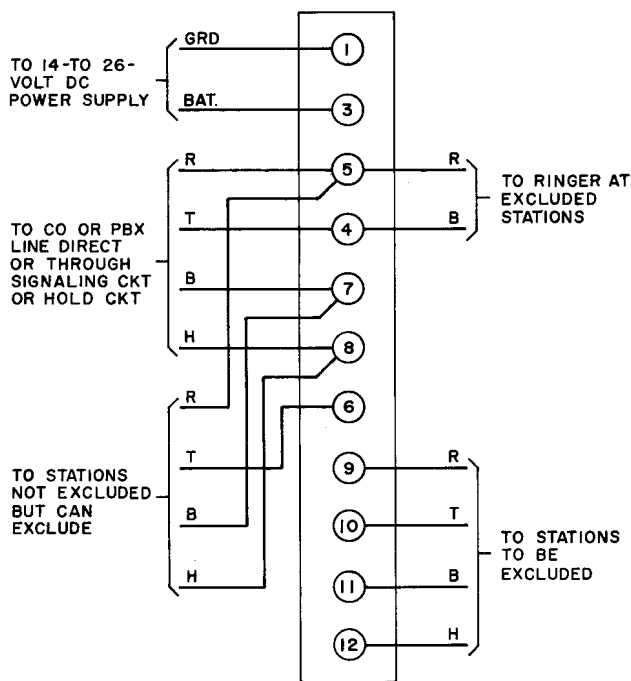 GRD
1
TO 14-TO 26-
VOLT DC
POWER SUPPLY
BAT.
3
R
5
R
TO RINGER AT
EXCLUDED
STATIONS
T
4
B
TO CO OR PBX
LINE DIRECT
OR THROUGH
SIGNALING CKT
OR HOLD CKT
B
7
H
8
R
6
T
TO STATIONS
NOT EXCLUDED
BUT CAN
EXCLUDE
B
H
9
R
10
T
TO STATIONS
TO BE
EXCLUDED
11
B
12
H